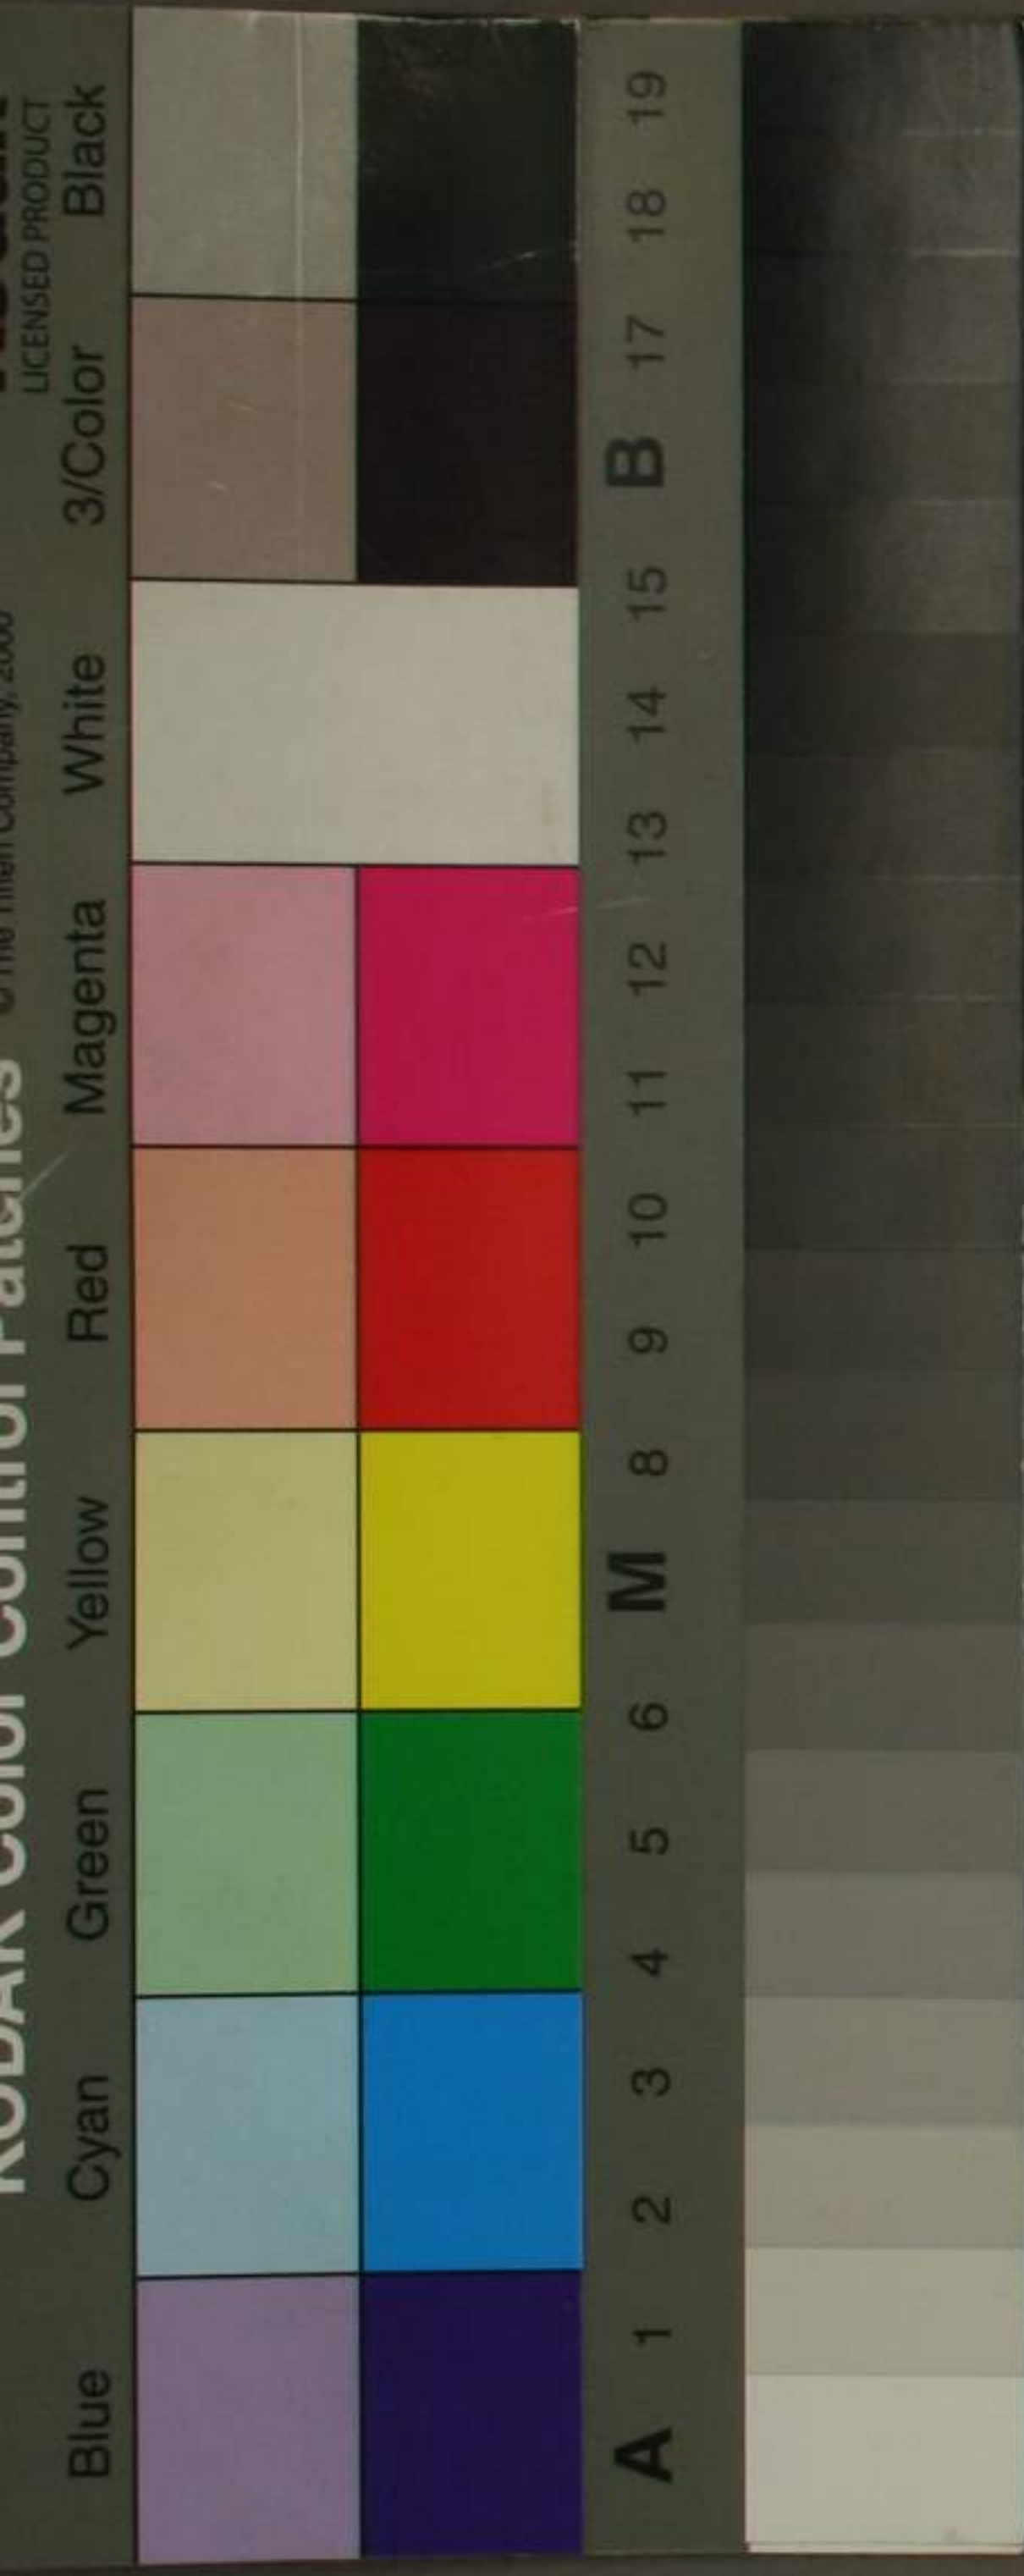 KODAK Color Control Patches
LICENSED PRODUCT
Blue Cyan Green Yellow Red Magenta White 3/Color Black
A 1 2 3 4 5 6 M 8 9 10 11 12 13 14 15 B 17 18 19